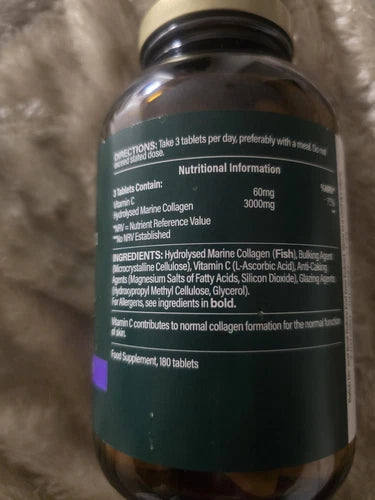 DIRECTIONS: Take 3 tablets per day, preferably with a meal. Do not
exceed stated dose.
Nutritional Information
3 Tablets Contain: %NRV*
Vitamin C 60mg
Hydrolysed Marine Collagen 3000mg
*NRV = Nutrient Reference Value
**No NRV Established
INGREDIENTS: Hydrolysed Marine Collagen (Fish), Bulking Agent
(Microcrystalline Cellulose), Vitamin C (L-Ascorbic Acid), Anti-Caking
Agents (Magnesium Salts of Fatty Acids, Silicon Dioxide), Glazing Agents
(Hydroxypropyl Methyl Cellulose, Glycerol).
For Allergens, see ingredients in bold.
Vitamin C contributes to normal collagen formation for the normal function
of skin.
Food Supplement, 180 tablets